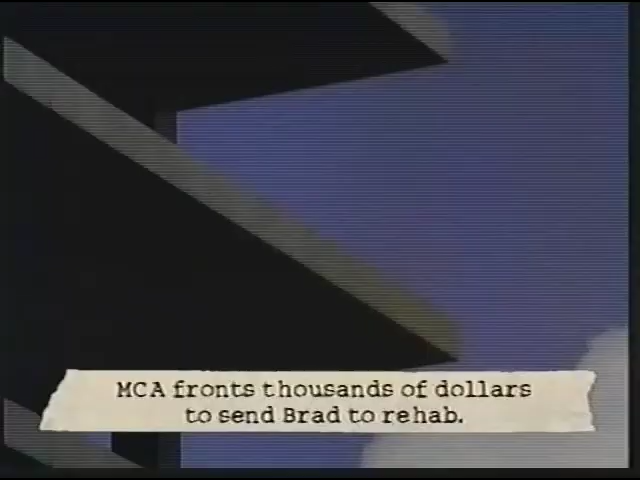 MCA fronts thousands of dollars
to send Brad to rehab.